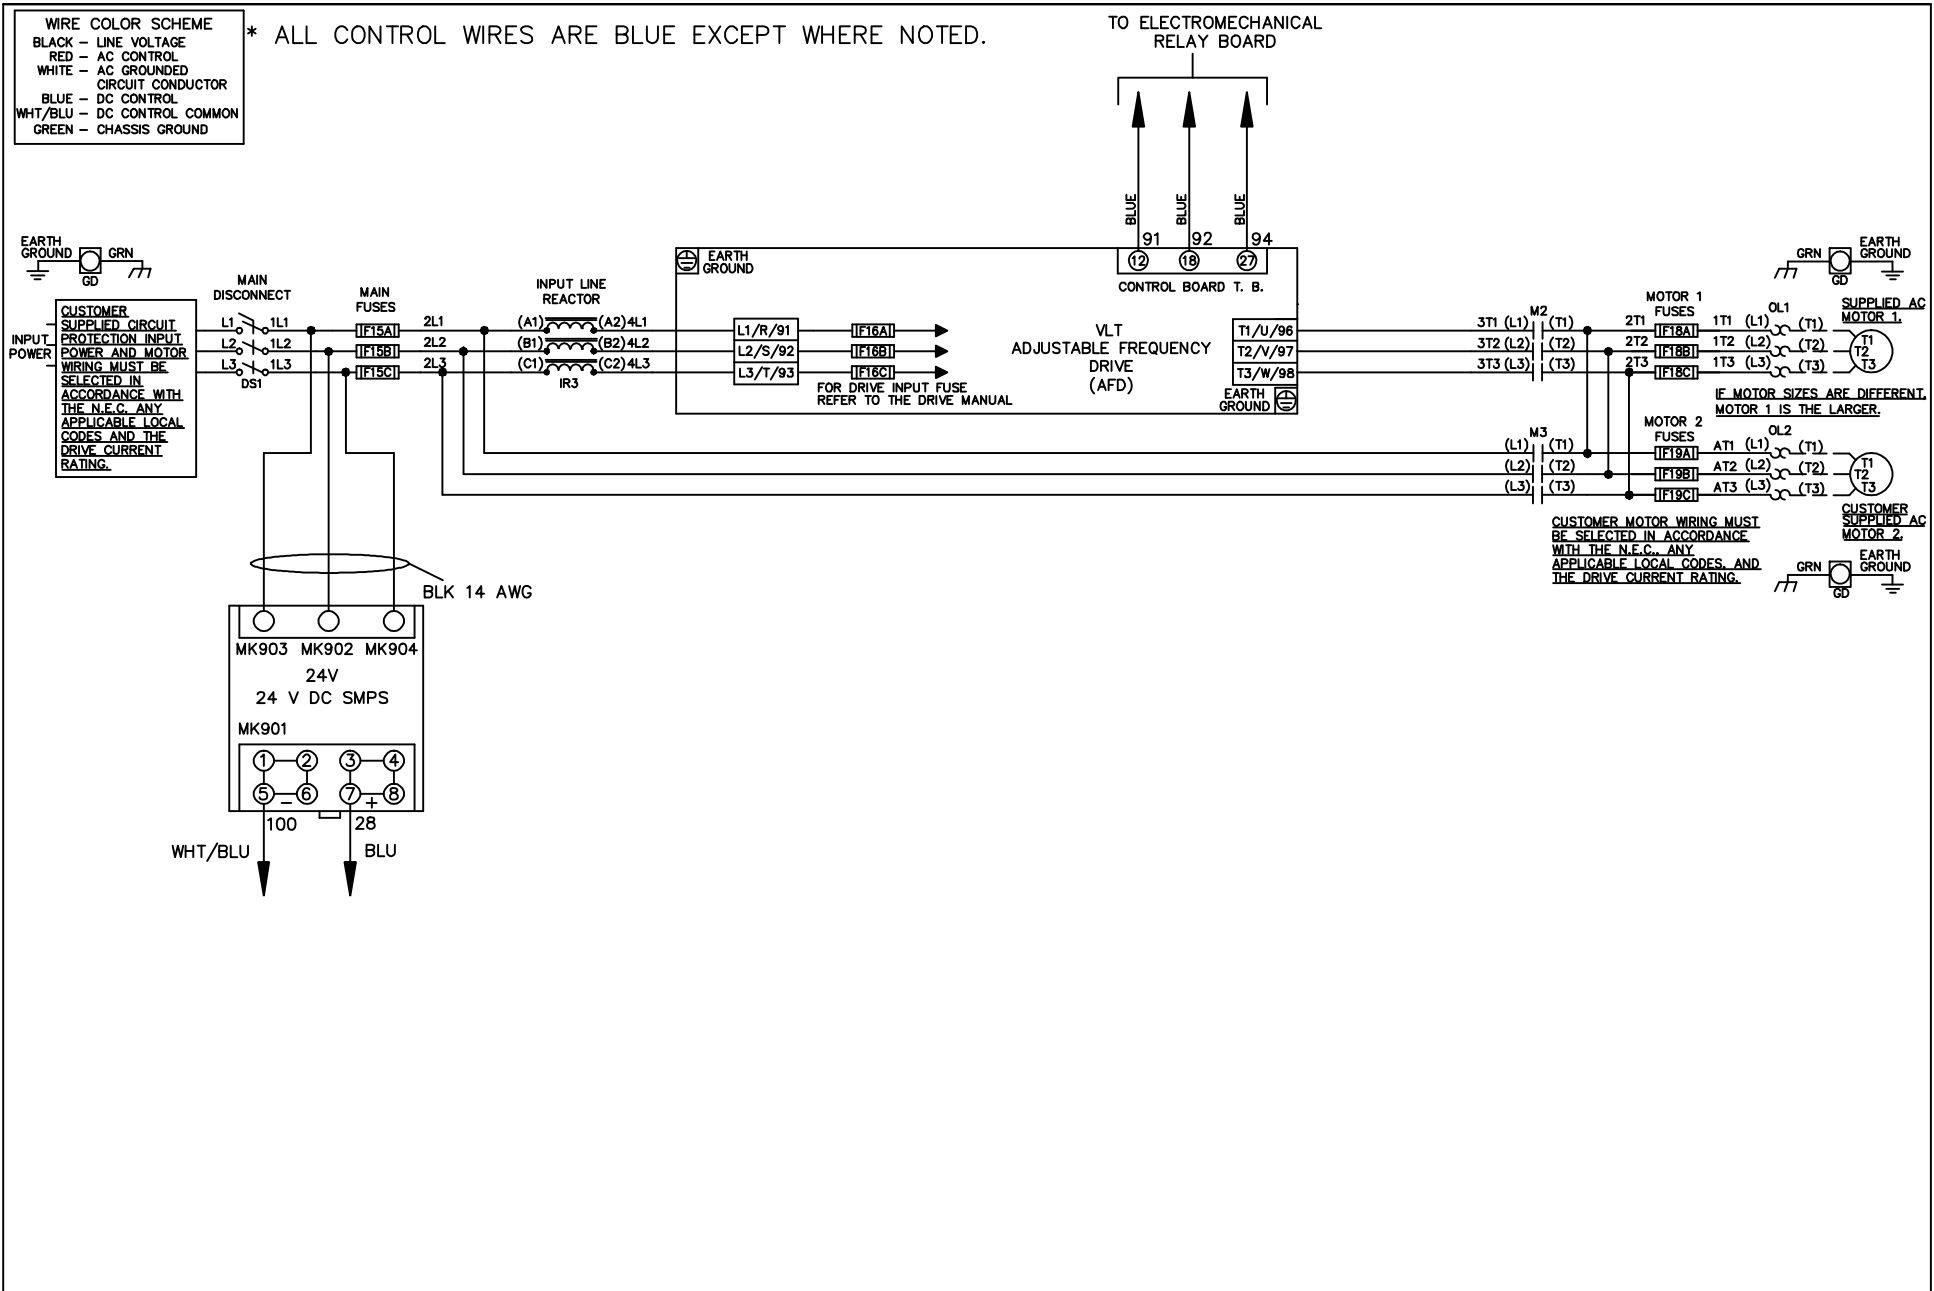 WIRE COLOR SCHEME
BLACK – LINE VOLTAGE
RED – AC CONTROL
WHITE – AC GROUNDED
CIRCUIT CONDUCTOR
BLUE – DC CONTROL
WHT/BLU – DC CONTROL COMMON
GREEN – CHASSIS GROUND
* ALL CONTROL WIRES ARE BLUE EXCEPT WHERE NOTED.
TO ELECTROMECHANICAL
RELAY BOARD
BLUE
BLUE
BLUE
91 92 94
12 18 27
CONTROL BOARD T. B.
EARTH
GROUND
GRN
GD
INPUT
POWER
CUSTOMER
SUPPLIED CIRCUIT
PROTECTION INPUT
POWER AND MOTOR
WIRING MUST BE
SELECTED IN
ACCORDANCE WITH
THE N.E.C. ANY
APPLICABLE LOCAL
CODES AND THE
DRIVE CURRENT
RATING.
MAIN
DISCONNECT
L1 1L1
L2 1L2
L3 1L3
DS1
MAIN
FUSES
F15A
F15B
F15C
2L1
2L2
2L3
INPUT LINE
REACTOR
(A1) (A2) 4L1
(B1) (B2) 4L2
(C1) (C2) 4L3
IR3
EARTH
GROUND
L1/R/91
L2/S/92
L3/T/93
F16A
F16B
F16C
FOR DRIVE INPUT FUSE
REFER TO THE DRIVE MANUAL
VLT
ADJUSTABLE FREQUENCY
DRIVE
(AFD)
T1/U/96
T2/V/97
T3/W/98
EARTH
GROUND
M2
3T1 (L1) (T1)
3T2 (L2) (T2)
3T3 (L3) (T3)
2T1
2T2
2T3
MOTOR 1
FUSES
F18A
F18B
F18C
1T1 (L1)
1T2 (L2)
1T3 (L3)
OL1
(T1)
(T2)
(T3)
GRN
GD
EARTH
GROUND
SUPPLIED AC
MOTOR 1.
T1
T2
T3
IF MOTOR SIZES ARE DIFFERENT,
MOTOR 1 IS THE LARGER.
M3
(L1) (T1)
(L2) (T2)
(L3) (T3)
MOTOR 2
FUSES
F19A
F19B
F19C
AT1 (L1)
AT2 (L2)
AT3 (L3)
OL2
(T1)
(T2)
(T3)
T1
T2
T3
CUSTOMER
SUPPLIED AC
MOTOR 2.
CUSTOMER MOTOR WIRING MUST
BE SELECTED IN ACCORDANCE
WITH THE N.E.C., ANY
APPLICABLE LOCAL CODES, AND
THE DRIVE CURRENT RATING.
GRN
GD
EARTH
GROUND
BLK 14 AWG
MK903 MK902 MK904
24V
24 V DC SMPS
MK901
1 2 3 4
5 – 6 7 + 8
100 28
WHT/BLU BLU